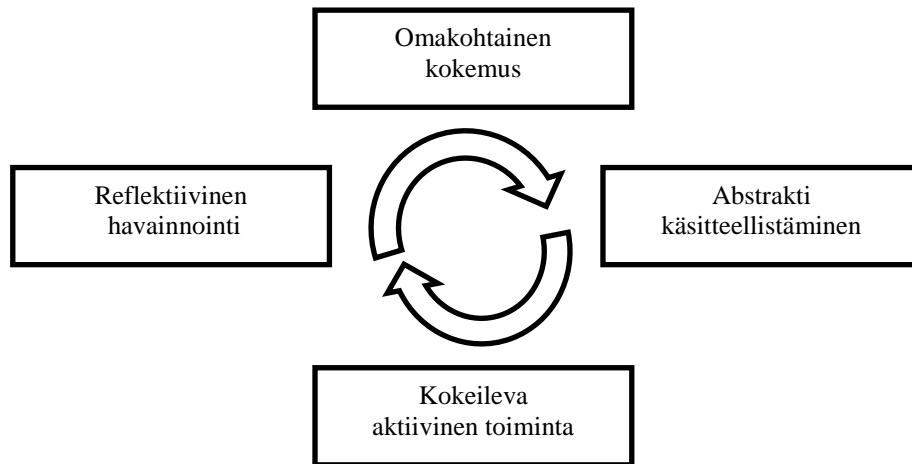 Omakohtainen
kokemus
Reflektiivinen
havainnointi
Abstrakti
käsitteellistäminen
Kokeileva
aktiivinen toiminta